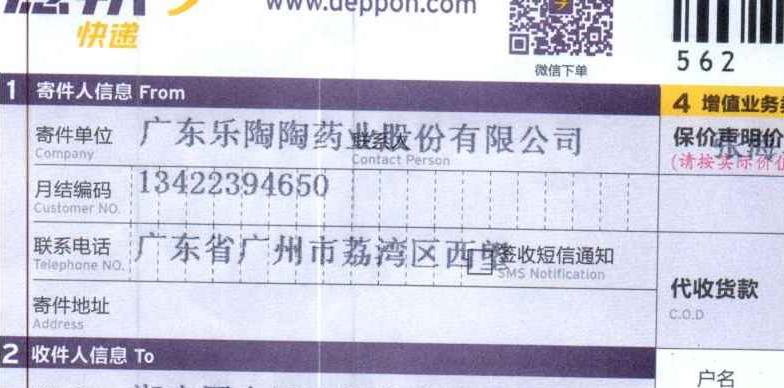 快递
www.deppon.com
微信下单
562
1 寄件人信息 From
4 增值业务
寄件单位 广东乐陶陶药业股份有限公司
Company
联系人
Contact Person
保价声明价
(请按实际价值
月结编码 13422394650
Customer NO.
联系电话 广东省广州市荔湾区西
Telephone NO.
签收短信通知
SMS Notification
代收货款
C.O.D
寄件地址
Address
2 收件人信息 To
户名